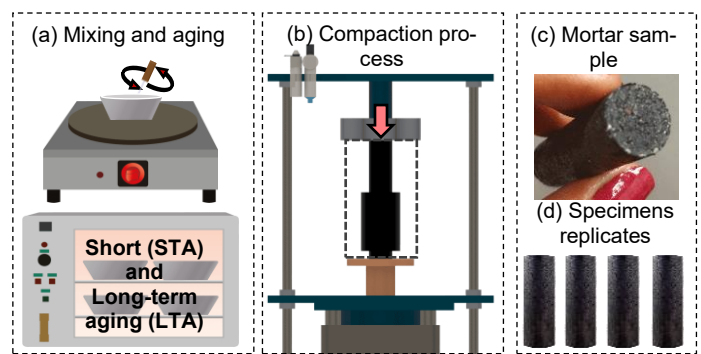 (a) Mixing and aging
Short (STA)
and
Long-term
aging (LTA)
(b) Compaction pro-
cess
(c) Mortar sam-
ple
(d) Specimens
replicates